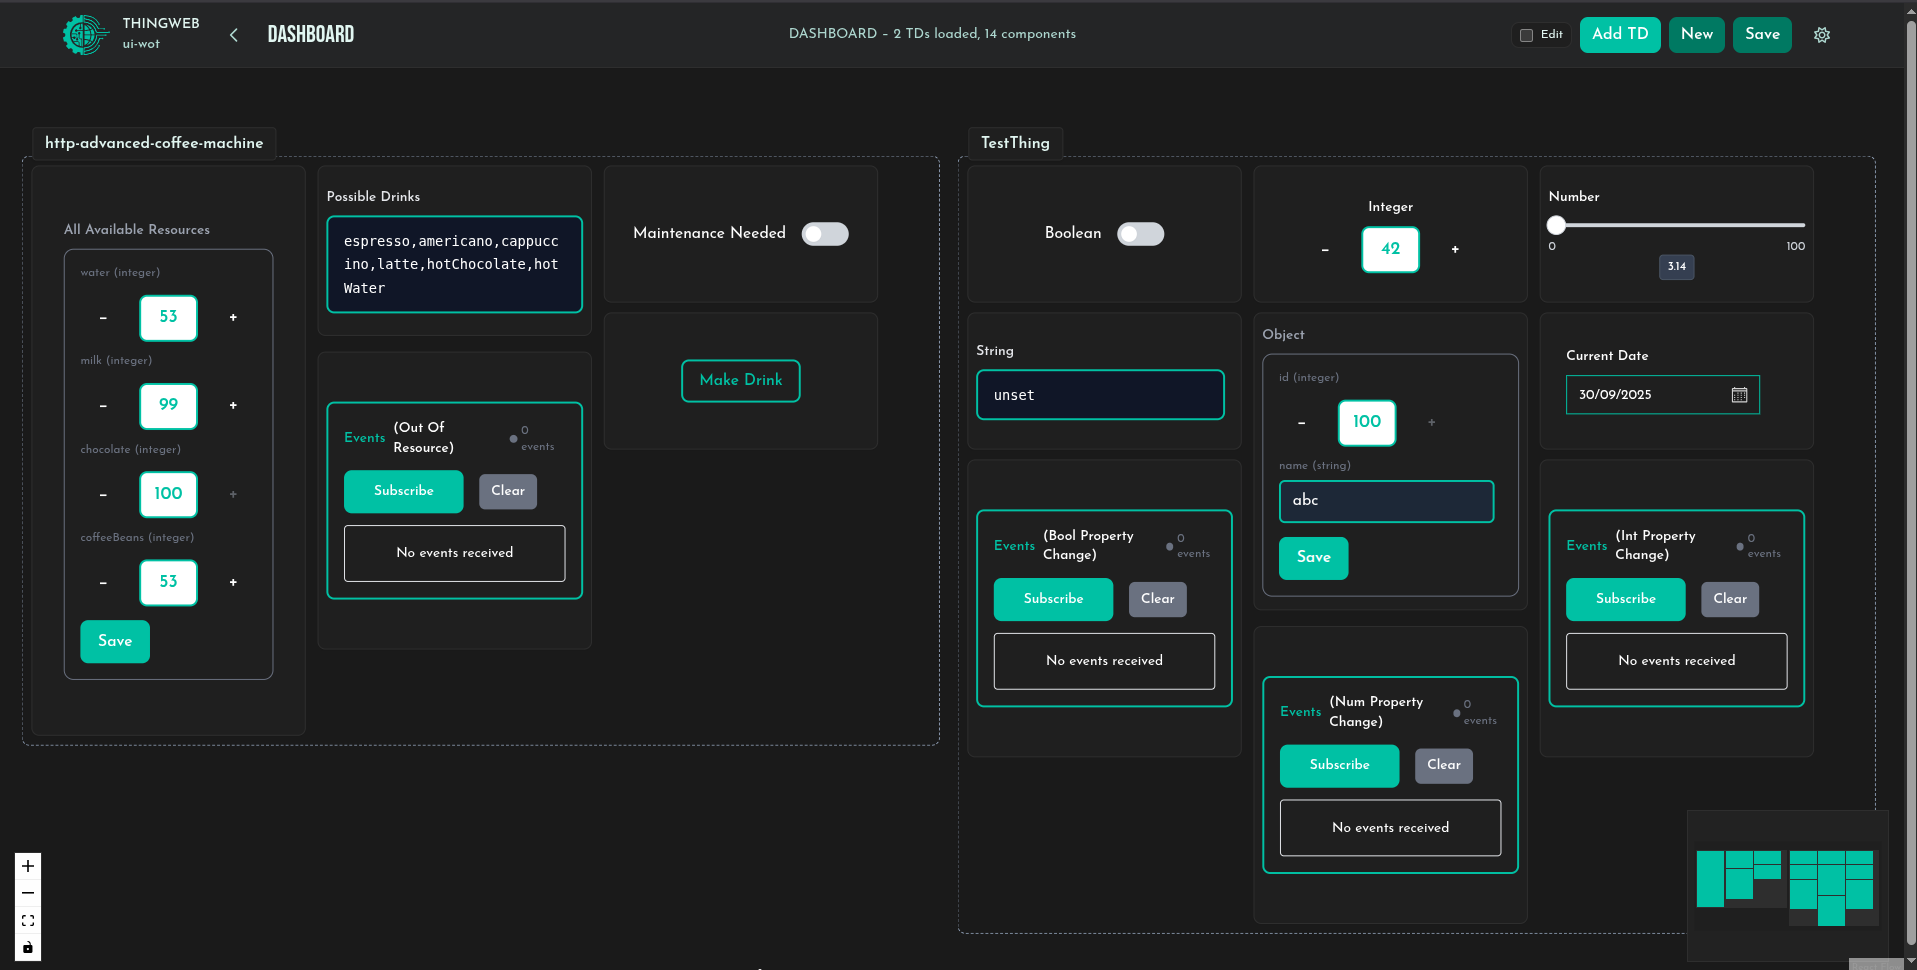 THINGWEB
ui-wot
DASHBOARD
DASHBOARD – 2 TDs loaded, 14 components
Edit
Add TD
New
Save
http-advanced-coffee-machine
All Available Resources
water (integer)
–
53
+
milk (integer)
–
99
+
chocolate (integer)
–
100
+
coffeeBeans (integer)
–
53
+
Save
Possible Drinks
espresso,americano,cappucc
ino,latte,hotChocolate,hot
Water
Events
(Out Of
Resource)
0
events
Subscribe
Clear
No events received
Maintenance Needed
Make Drink
TestThing
Boolean
Integer
–
42
+
Number
0
100
3.14
String
unset
Object
id (integer)
–
100
+
name (string)
abc
Save
Current Date
30/09/2025
Events
(Bool Property
Change)
0
events
Subscribe
Clear
No events received
Events
(Num Property
Change)
0
events
Subscribe
Clear
No events received
Events
(Int Property
Change)
0
events
Subscribe
Clear
No events received